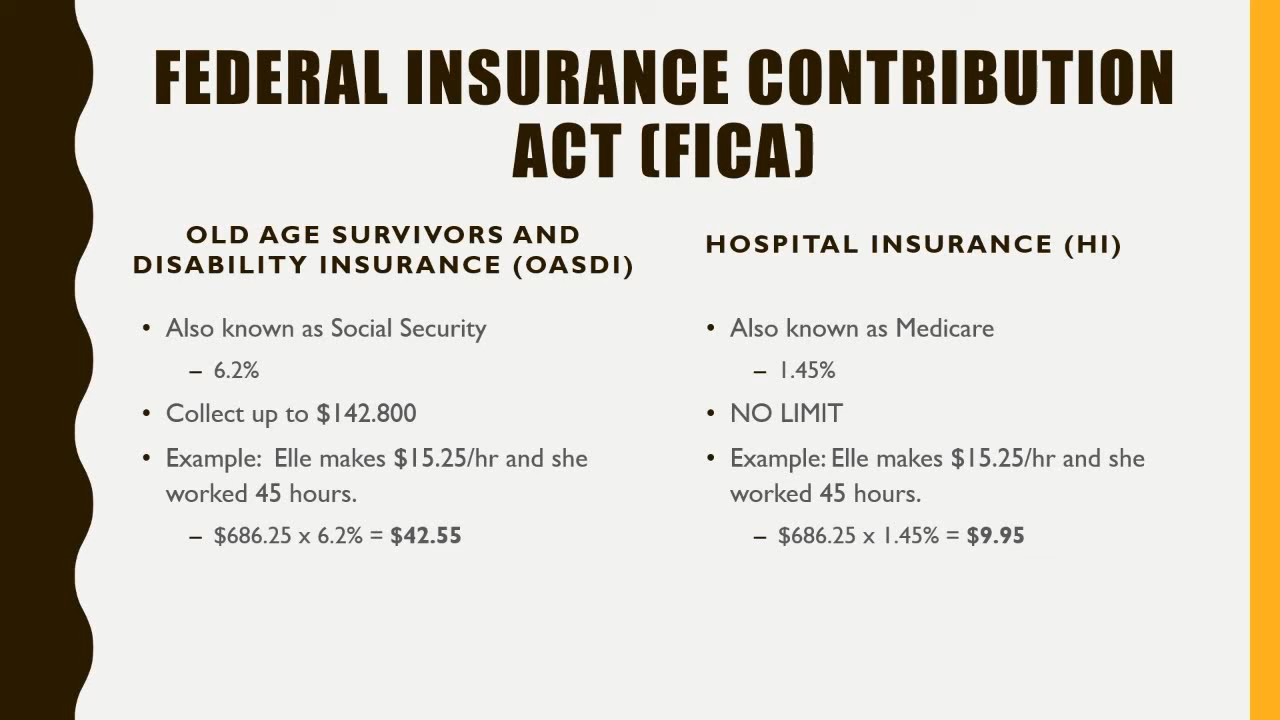 FEDERAL INSURANCE CONTRIBUTION
ACT (FICA)
OLD AGE SURVIVORS AND
DISABILITY INSURANCE (OASDI)
• Also known as Social Security
– 6.2%
• Collect up to $142.800
• Example:  Elle makes $15.25/hr and she
worked 45 hours.
– $686.25 x 6.2% = $42.55
HOSPITAL INSURANCE (HI)
• Also known as Medicare
– 1.45%
• NO LIMIT
• Example: Elle makes $15.25/hr and she
worked 45 hours.
– $686.25 x 1.45% = $9.95